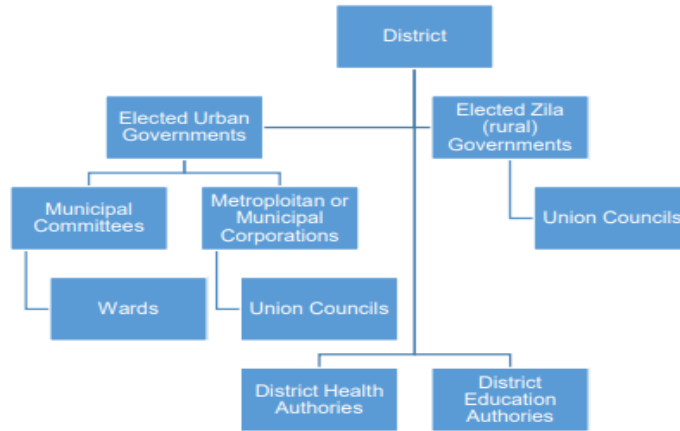 District
Elected Urban
Governments
Elected Zila
(rural)
Governments
Municipal
Committees
Metroploitan or
Municipal
Corporations
Union Councils
Wards
Union Councils
District Health
Authories
District
Education
Authories